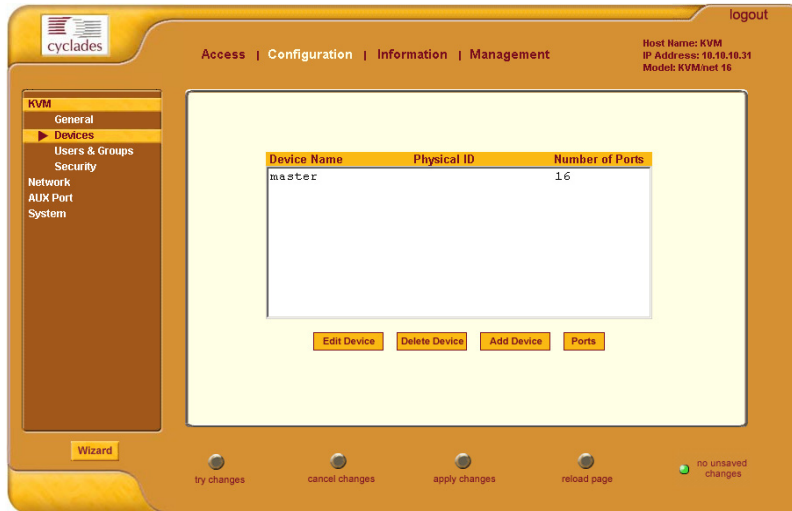 logout
cyclades
Access | Configuration | Information | Management
Host Name: KVM
IP Address: 10.10.10.31
Model: KVM/net 16
KVM
General
Devices
Users & Groups
Security
Network
AUX Port
System
Device Name Physical ID Number of Ports
master 16
Edit Device Delete Device Add Device Ports
Wizard
try changes cancel changes apply changes reload page
no unsaved
changes